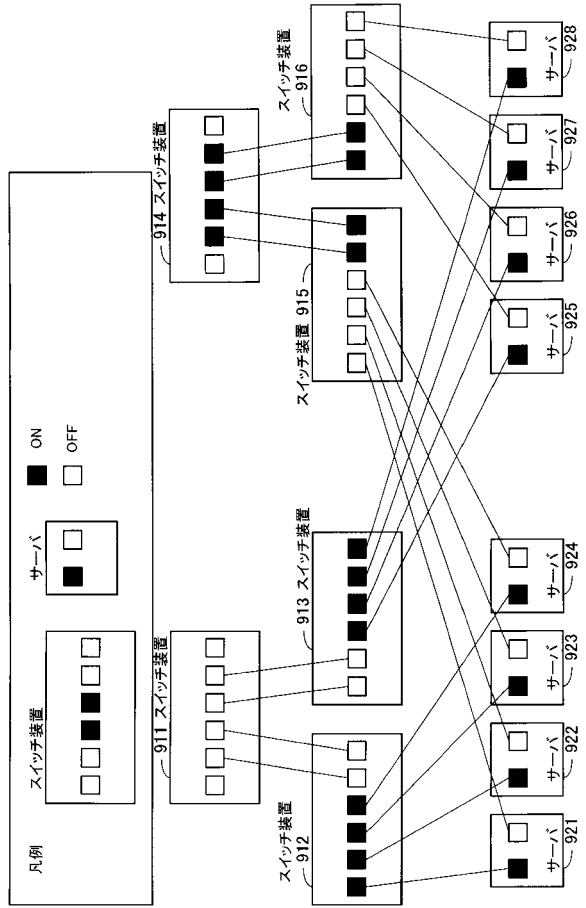 凡例
スイッチ装置
サーバ
ON
OFF
911 スイッチ装置
914 スイッチ装置
スイッチ装置
912
913 スイッチ装置
スイッチ装置 915
スイッチ装置
916
サーバ
921
サーバ
922
サーバ
923
サーバ
924
サーバ
925
サーバ
926
サーバ
927
サーバ
928